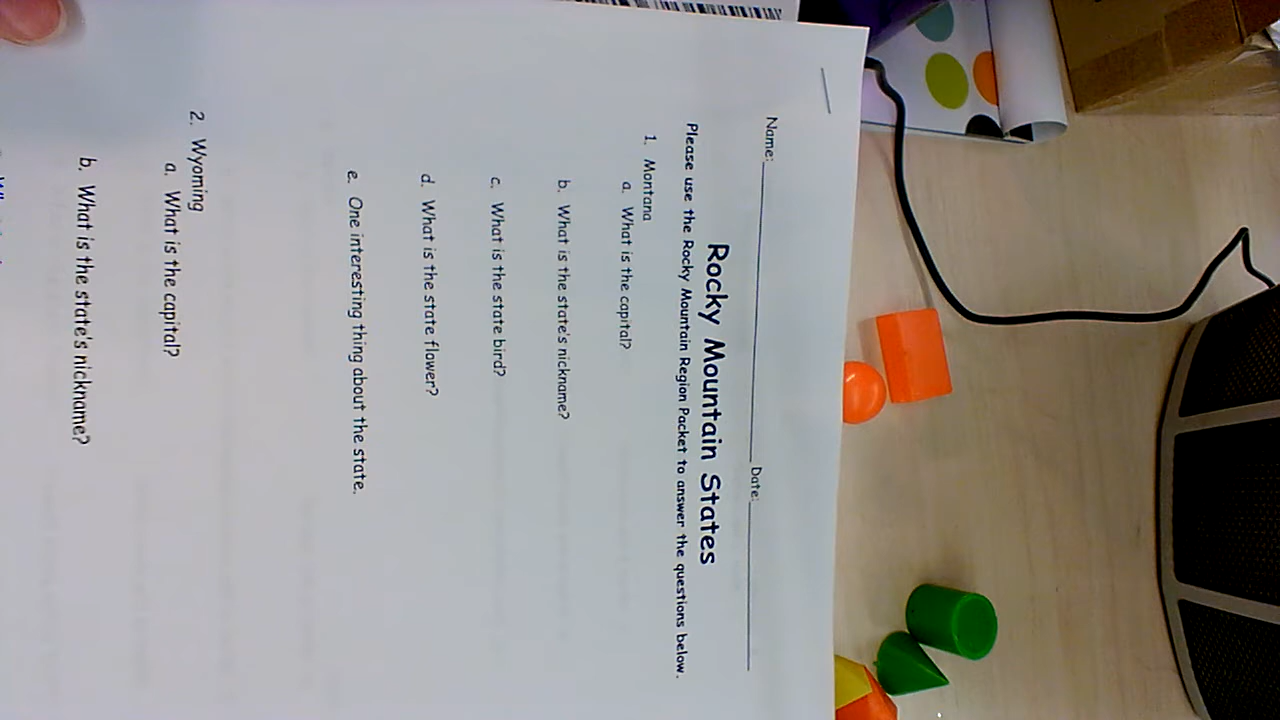 Name: Date:
Rocky Mountain States
Please use the Rocky Mountain Region Packet to answer the questions below.
1. Montana
a. What is the capital?
b. What is the state's nickname?
c. What is the state bird?
d. What is the state flower?
e. One interesting thing about the state.
2. Wyoming
a. What is the capital?
b. What is the state's nickname?